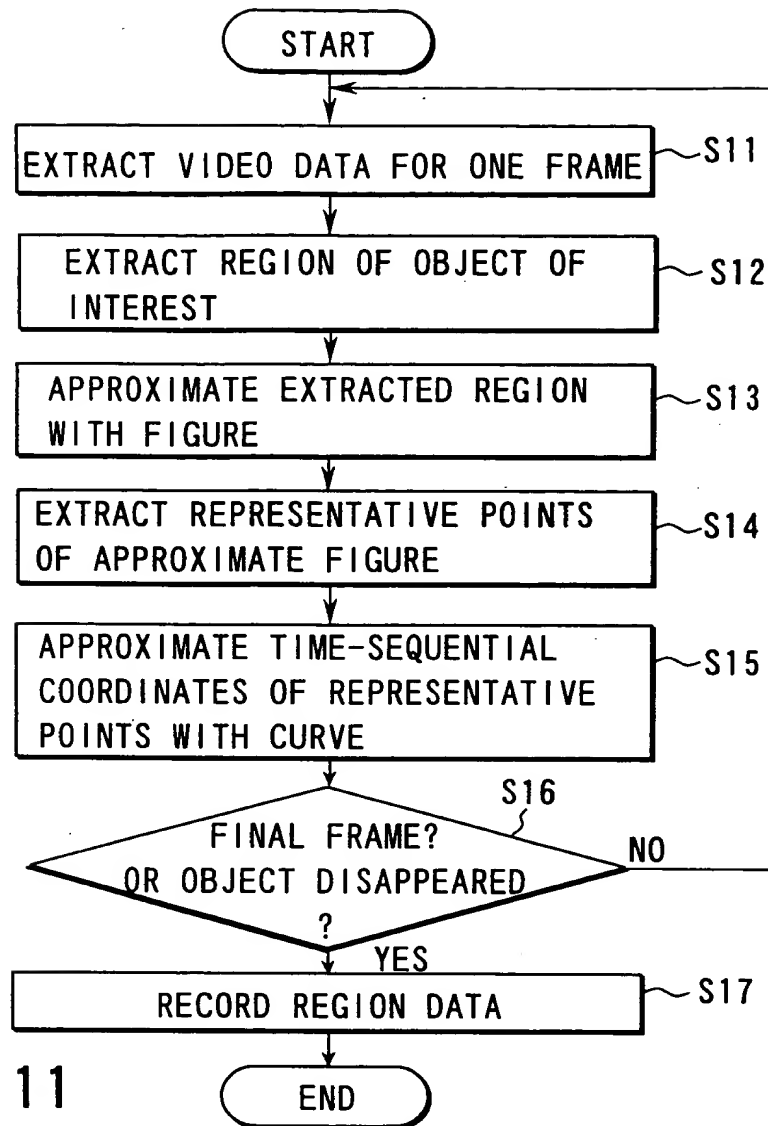 START
EXTRACT VIDEO DATA FOR ONE FRAME
S11
EXTRACT REGION OF OBJECT OF
INTEREST
S12
APPROXIMATE EXTRACTED REGION
WITH FIGURE
S13
EXTRACT REPRESENTATIVE POINTS
OF APPROXIMATE FIGURE
S14
APPROXIMATE TIME-SEQUENTIAL
COORDINATES OF REPRESENTATIVE
POINTS WITH CURVE
S15
S16
FINAL FRAME?
OR OBJECT DISAPPEARED
?
NO
YES
RECORD REGION DATA
S17
END
11